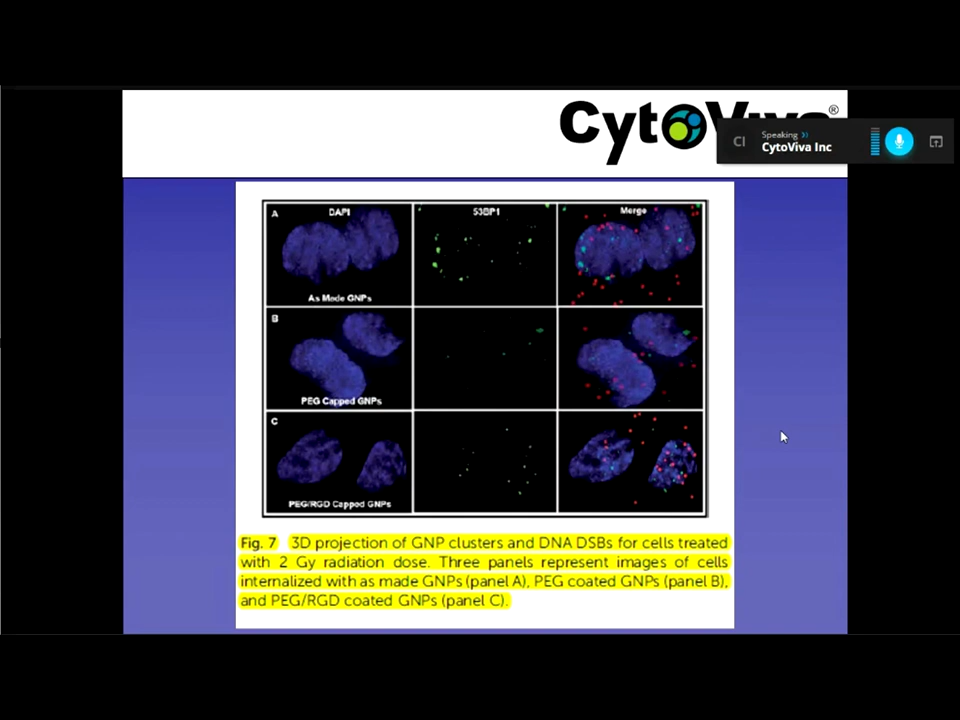 CytoViva®
CI
Speaking
CytoViva Inc
A
DAPI
53BP1
Merge
As Made GNPs
B
PEG Capped GNPs
C
PEG/RGD Capped GNPs
Fig. 7 3D projection of GNP clusters and DNA DSBs for cells treated
with 2 Gy radiation dose. Three panels represent images of cells
internalized with as made GNPs (panel A), PEG coated GNPs (panel B),
and PEG/RGD coated GNPs (panel C).